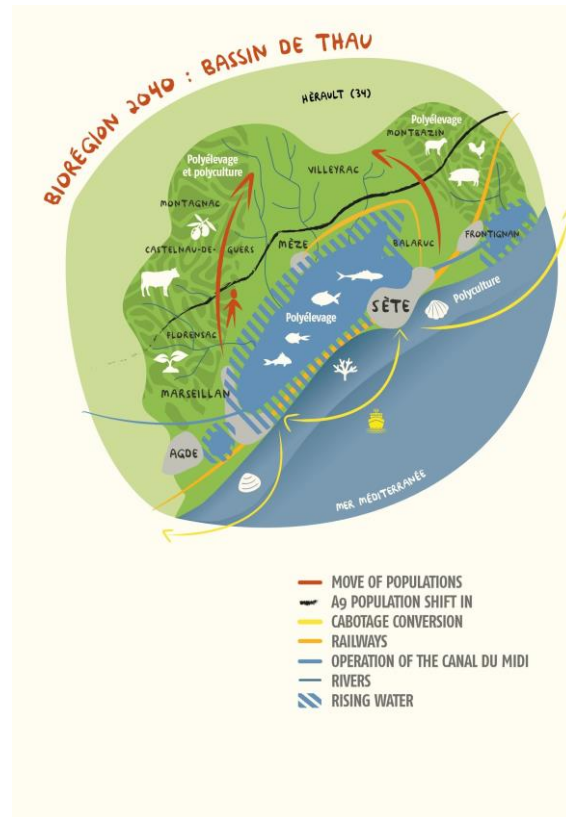 BIORÉGION 2040 : BASSIN DE THAU
HÉRAULT (34)
Polyélevage
MONTBAZIN
Polyélevage
et polyculture
VILLEYRAC
MONTAGNAC
CASTELNAU-DE-GUERS
MÈZE
BALARUC
FRONTIGNAN
SÈTE
Polyculture
Polyélevage
FLORENSAC
MARSEILLAN
AGDE
MER MÉDITERRANÉE
MOVE OF POPULATIONS
A9 POPULATION SHIFT IN
CABOTAGE CONVERSION
RAILWAYS
OPERATION OF THE CANAL DU MIDI
RIVERS
RISING WATER